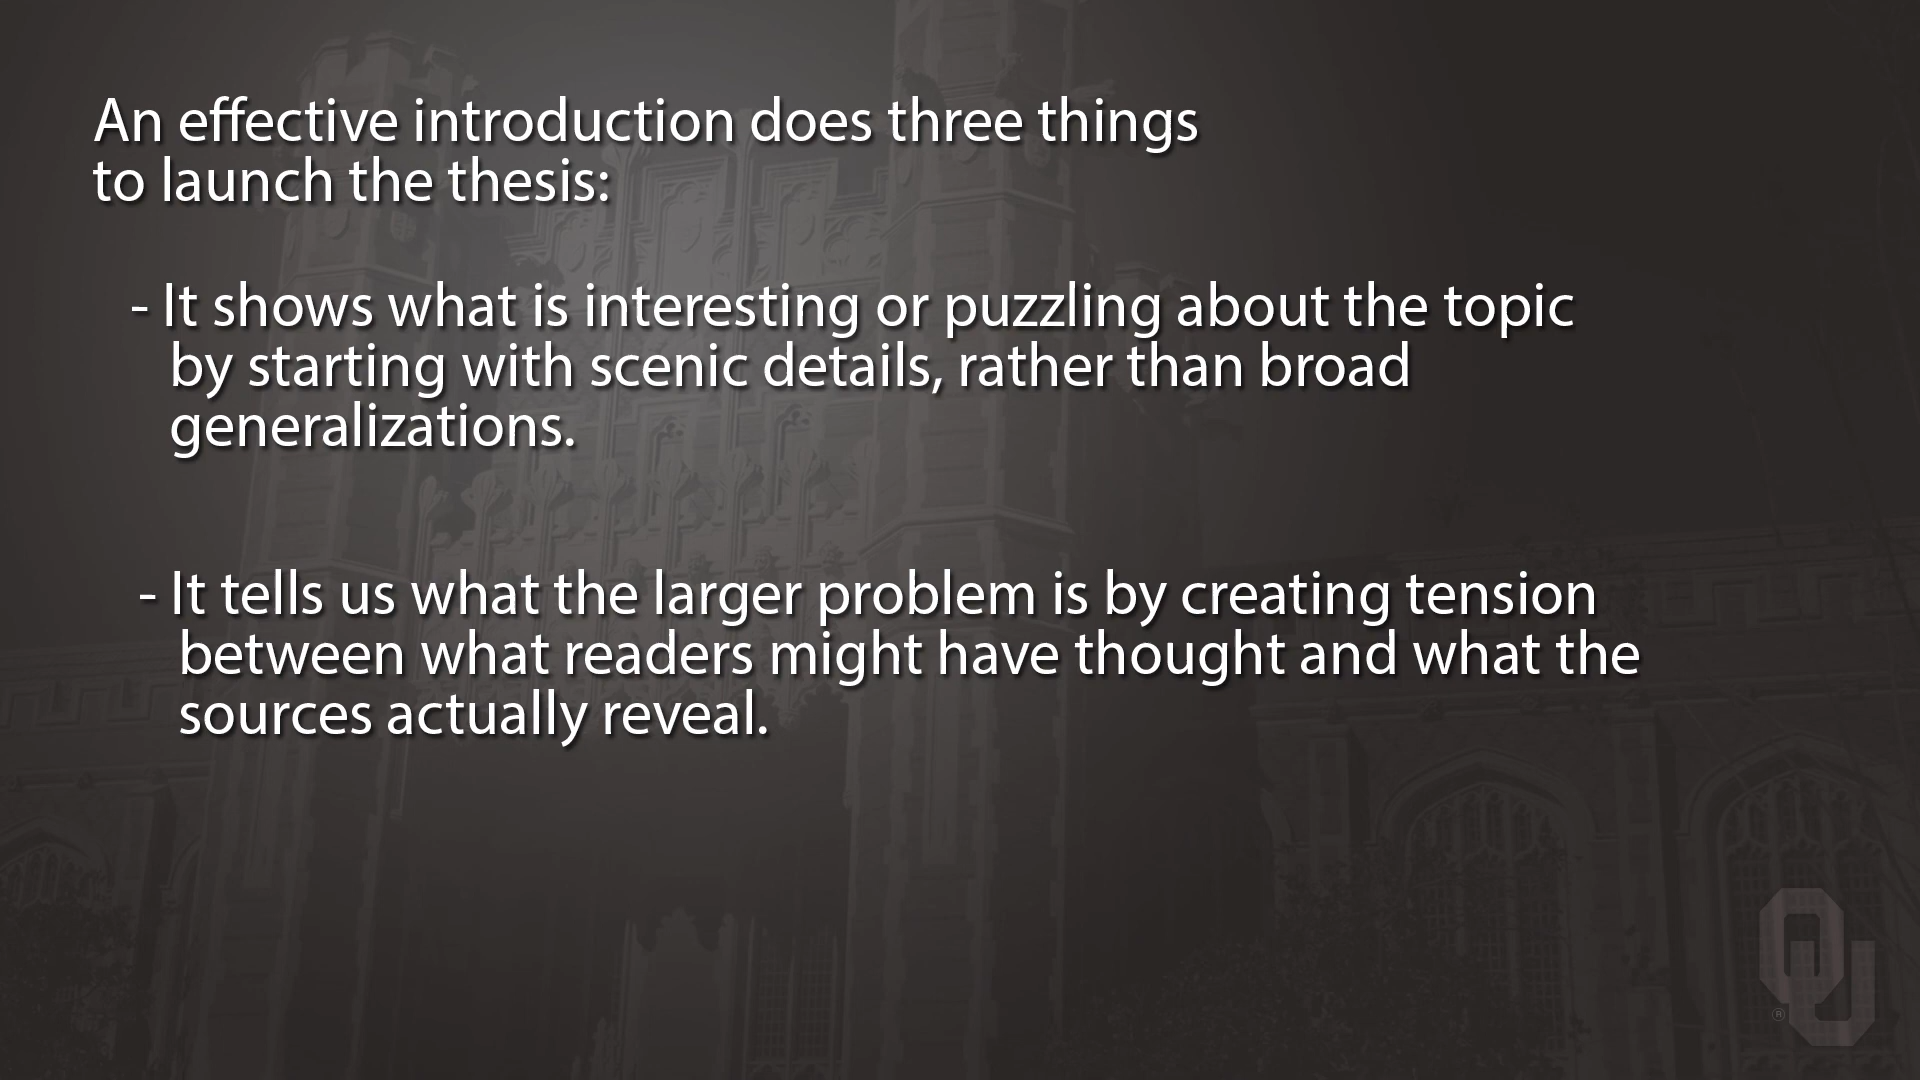 An effective introduction does three things
to launch the thesis:
- It shows what is interesting or puzzling about the topic
by starting with scenic details, rather than broad
generalizations.
- It tells us what the larger problem is by creating tension
between what readers might have thought and what the
sources actually reveal.
OU
®